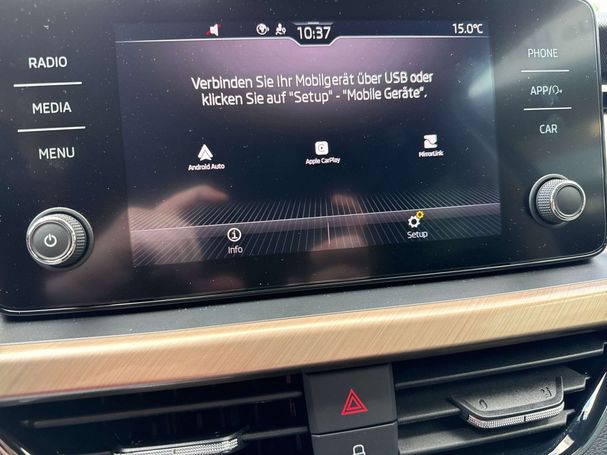 10:37
15.0°C
RADIO
MEDIA
MENU
Verbinden Sie Ihr Mobilgerät über USB oder
klicken Sie auf "Setup" - "Mobile Geräte".
Android Auto
Apple CarPlay
MirrorLink
Info
Setup
PHONE
APP/
CAR